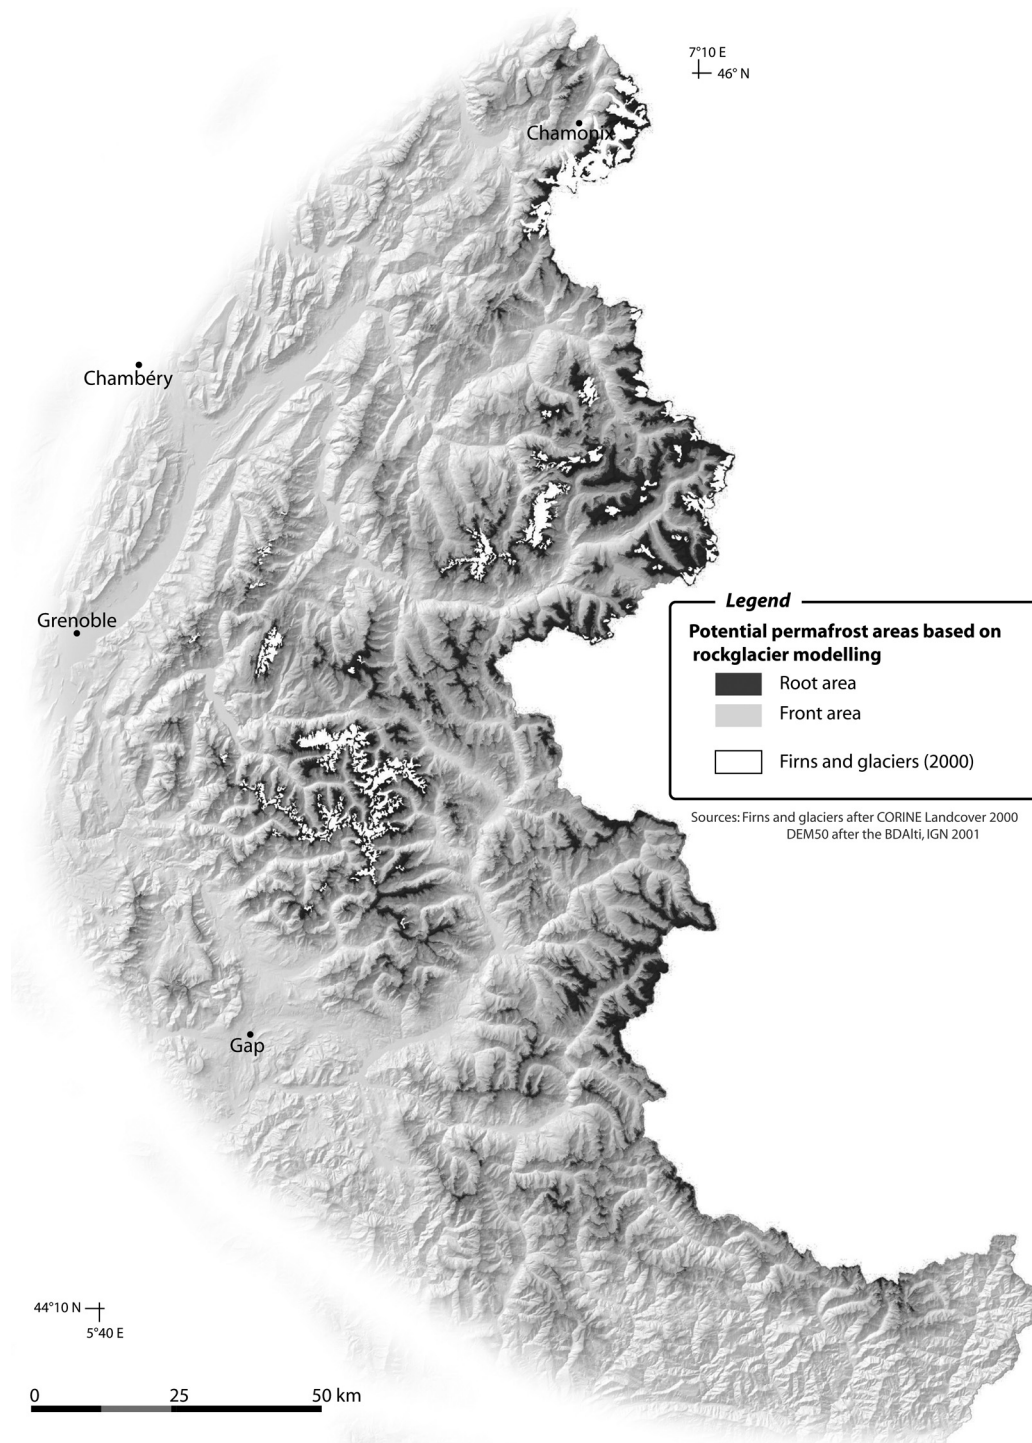 7°10 E
46° N
Chamonix
Chambéry
Grenoble
Legend
Potential permafrost areas based on
rockglacier modelling
Root area
Front area
Firns and glaciers (2000)
Sources: Firns and glaciers after CORINE Landcover 2000
DEM50 after the BDAlti, IGN 2001
Gap
44°10 N
5°40 E
0 25 50 km